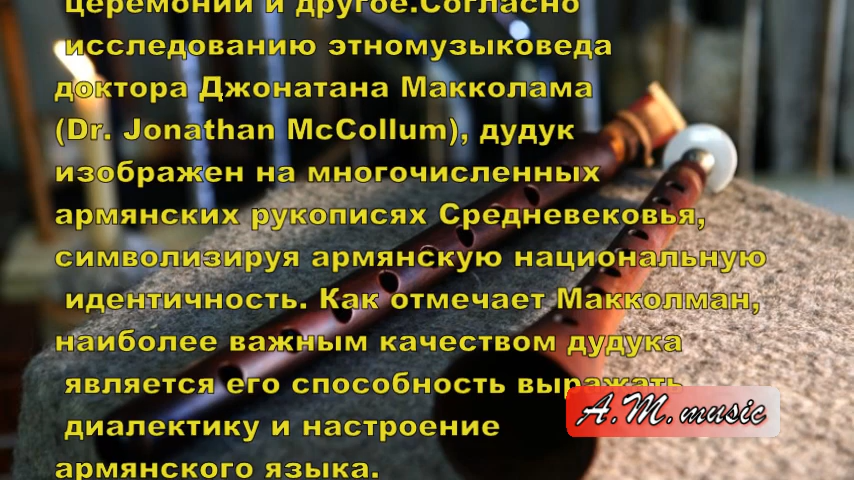 церемонии и другое.Согласно
исследованию этномузыковеда
доктора Джонатана Макколама
(Dr. Jonathan McCollum), дудук
изображен на многочисленных
армянских рукописях Средневековья,
символизируя армянскую национальную
идентичность. Как отмечает Макколман,
наиболее важным качеством дудука
является его способность выражать
диалектику и настроение
армянского языка.
A.M.music